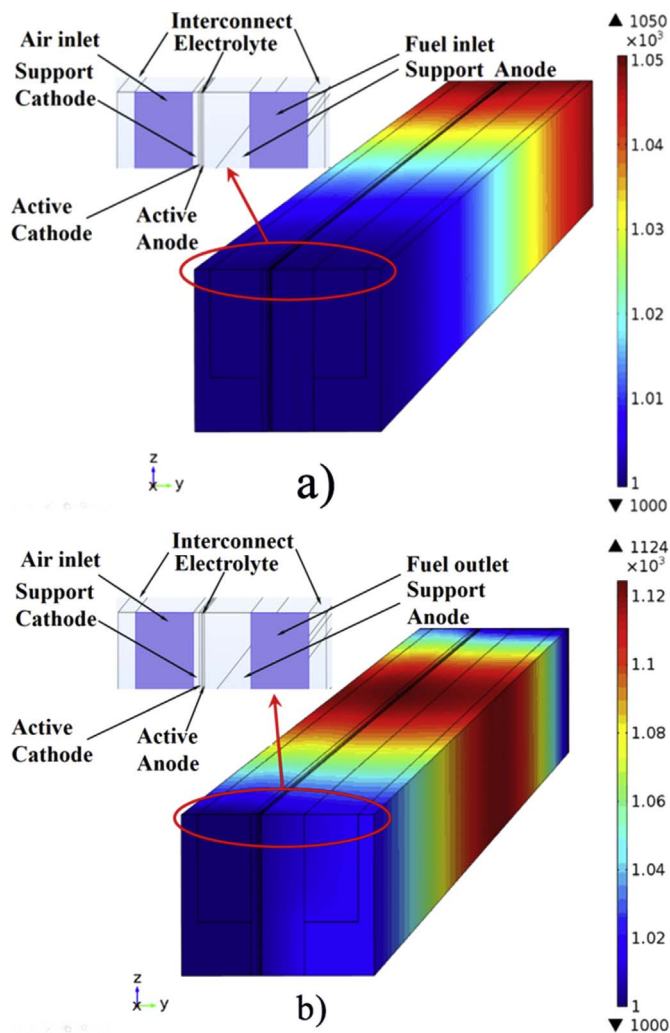 Interconnect
Air inlet
Electrolyte
Fuel inlet
Support
Cathode
Support Anode
Active
Cathode
Active
Anode
▲ 1050
×10³
1.05
1.04
1.03
1.02
1.01
1
▼ 1000
z
x
y
a)
Interconnect
Air inlet
Electrolyte
Fuel outlet
Support
Cathode
Support
Anode
Active
Cathode
Active
Anode
▲ 1124
×10³
1.12
1.1
1.08
1.06
1.04
1.02
1
▼ 1000
z
x
y
b)